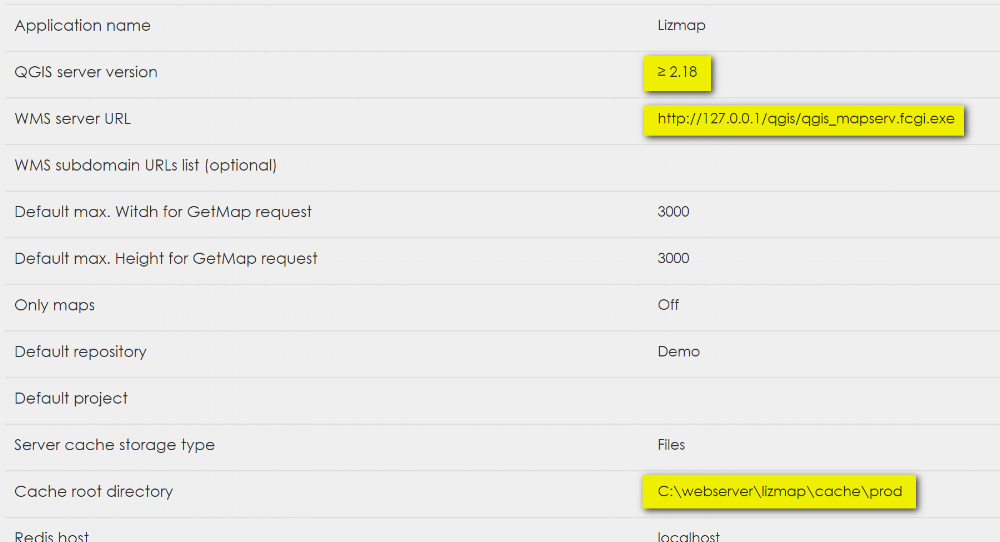 Application name Lizmap
QGIS server version ≥ 2.18
WMS server URL http://127.0.0.1/qgis/qgis_mapserv.fcgi.exe
WMS subdomain URLs list (optional)
Default max. Witdh for GetMap request 3000
Default max. Height for GetMap request 3000
Only maps Off
Default repository Demo
Default project
Server cache storage type Files
Cache root directory C:\webserver\lizmap\cache\prod
Redis host localhost